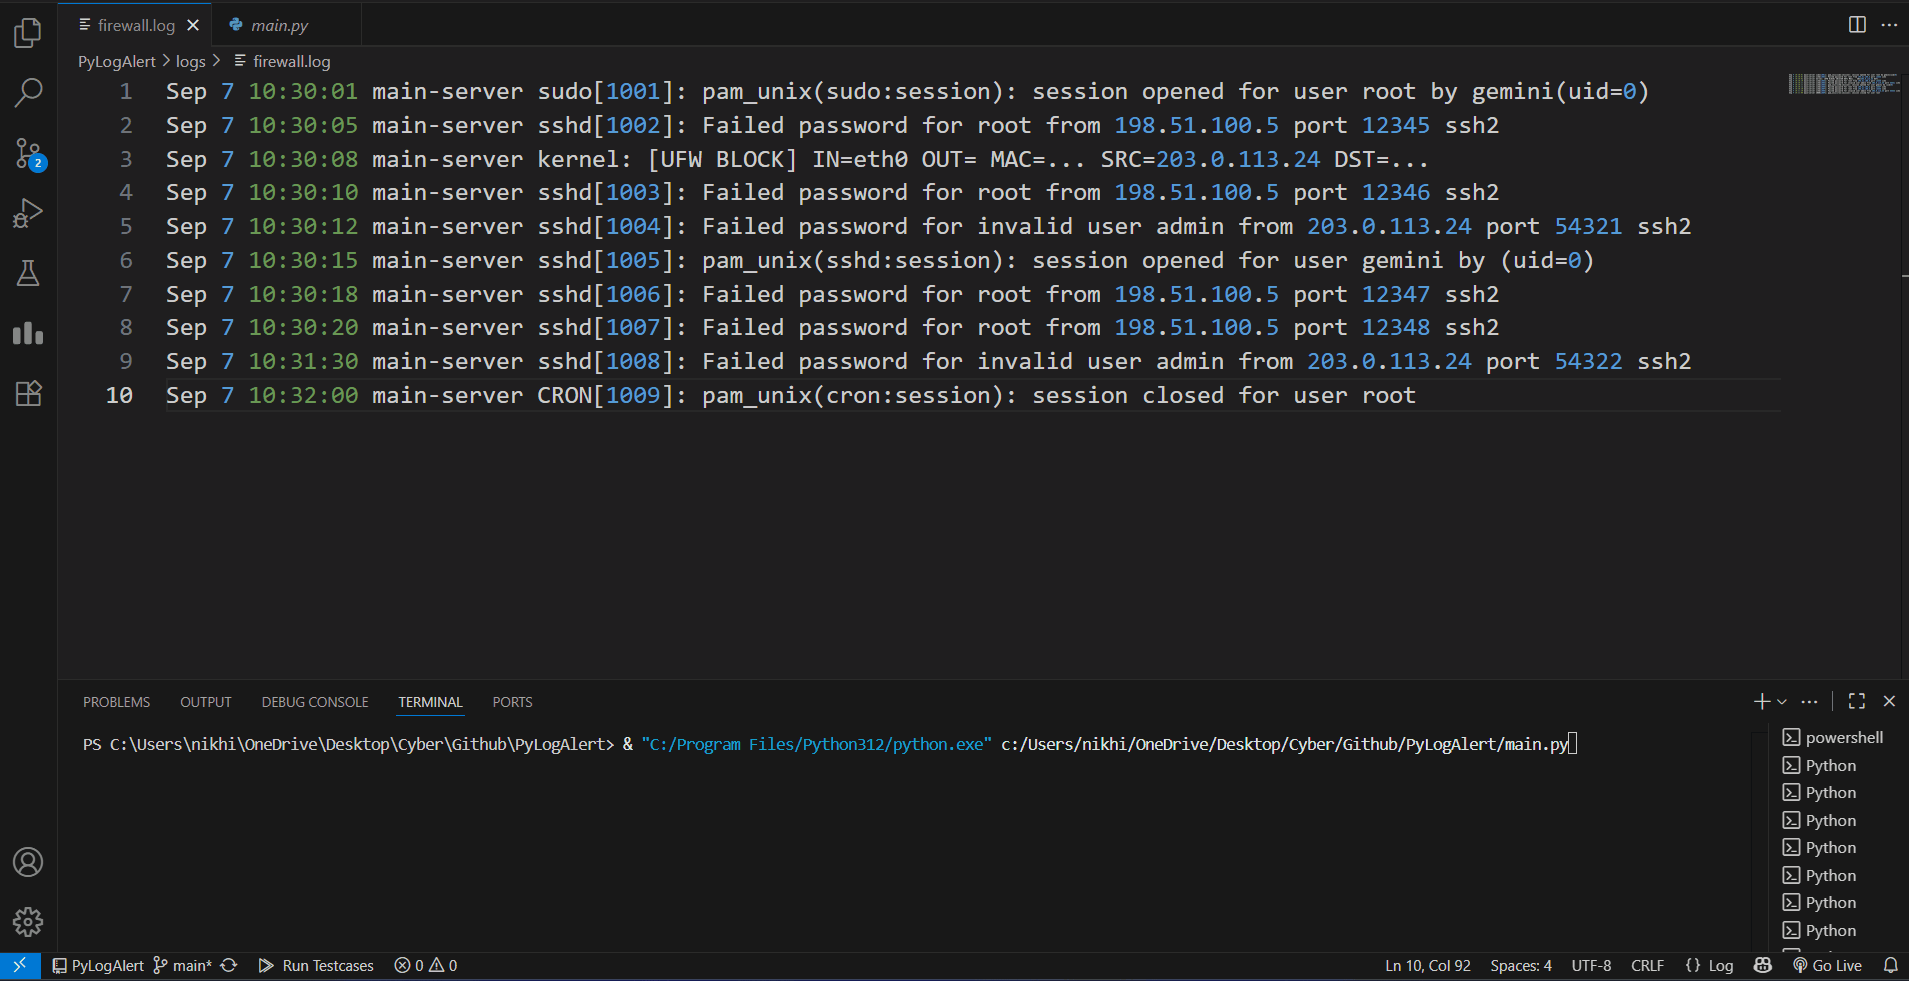 firewall.log
main.py
PyLogAlert > logs > firewall.log
1 Sep 7 10:30:01 main-server sudo[1001]: pam_unix(sudo:session): session opened for user root by gemini(uid=0)
2 Sep 7 10:30:05 main-server sshd[1002]: Failed password for root from 198.51.100.5 port 12345 ssh2
3 Sep 7 10:30:08 main-server kernel: [UFW BLOCK] IN=eth0 OUT= MAC=... SRC=203.0.113.24 DST=...
4 Sep 7 10:30:10 main-server sshd[1003]: Failed password for root from 198.51.100.5 port 12346 ssh2
5 Sep 7 10:30:12 main-server sshd[1004]: Failed password for invalid user admin from 203.0.113.24 port 54321 ssh2
6 Sep 7 10:30:15 main-server sshd[1005]: pam_unix(sshd:session): session opened for user gemini by (uid=0)
7 Sep 7 10:30:18 main-server sshd[1006]: Failed password for root from 198.51.100.5 port 12347 ssh2
8 Sep 7 10:30:20 main-server sshd[1007]: Failed password for root from 198.51.100.5 port 12348 ssh2
9 Sep 7 10:31:30 main-server sshd[1008]: Failed password for invalid user admin from 203.0.113.24 port 54322 ssh2
10 Sep 7 10:32:00 main-server CRON[1009]: pam_unix(cron:session): session closed for user root
2
PROBLEMS OUTPUT DEBUG CONSOLE TERMINAL PORTS
PS C:\Users\nikhi\OneDrive\Desktop\Cyber\Github\PyLogAlert> & "C:/Program Files/Python312/python.exe" c:/Users/nikhi/OneDrive/Desktop/Cyber/Github/PyLogAlert/main.py
powershell
Python
Python
Python
Python
Python
Python
Python
PyLogAlert main* Run Testcases 0 0 Ln 10, Col 92 Spaces: 4 UTF-8 CRLF {} Log Go Live